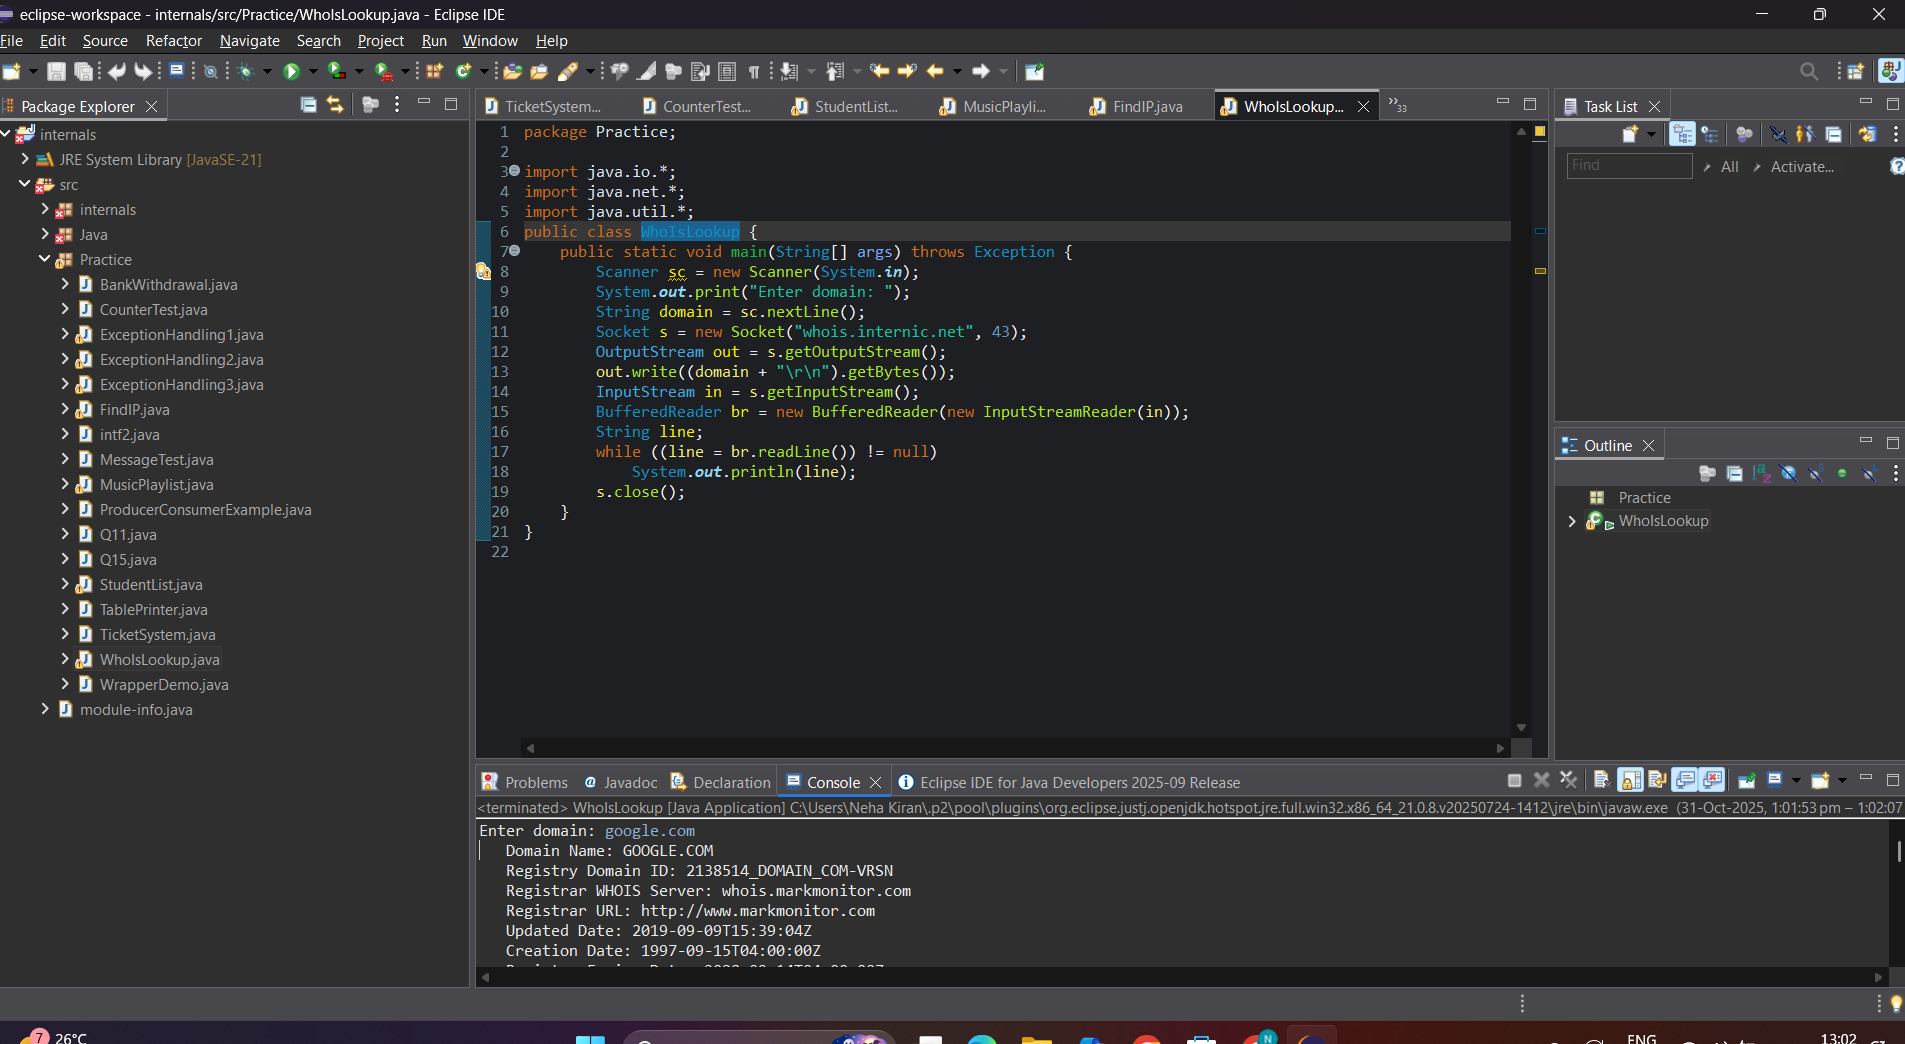 eclipse-workspace - internals/src/Practice/WhoIsLookup.java - Eclipse IDE
File Edit Source Refactor Navigate Search Project Run Window Help
Package Explorer
internals
JRE System Library [JavaSE-21]
src
internals
Java
Practice
BankWithdrawal.java
CounterTest.java
ExceptionHandling1.java
ExceptionHandling2.java
ExceptionHandling3.java
FindIP.java
intf2.java
MessageTest.java
MusicPlaylist.java
ProducerConsumerExample.java
Q11.java
Q15.java
StudentList.java
TablePrinter.java
TicketSystem.java
WhoIsLookup.java
WrapperDemo.java
module-info.java
TicketSystem... CounterTest... StudentList... MusicPlayli... FindIP.java WhoIsLookup... »33
1 package Practice;
2
3 import java.io.*;
4 import java.net.*;
5 import java.util.*;
6 public class WhoIsLookup {
7 public static void main(String[] args) throws Exception {
8 Scanner sc = new Scanner(System.in);
9 System.out.print("Enter domain: ");
10 String domain = sc.nextLine();
11 Socket s = new Socket("whois.internic.net", 43);
12 OutputStream out = s.getOutputStream();
13 out.write((domain + "\r\n").getBytes());
14 InputStream in = s.getInputStream();
15 BufferedReader br = new BufferedReader(new InputStreamReader(in));
16 String line;
17 while ((line = br.readLine()) != null)
18 System.out.println(line);
19 s.close();
20 }
21 }
22
Task List
Find All Activate...
Outline
Practice
WhoIsLookup
Problems Javadoc Declaration Console Eclipse IDE for Java Developers 2025-09 Release
<terminated> WhoIsLookup [Java Application] C:\Users\Neha Kiran\.p2\pool\plugins\org.eclipse.justj.openjdk.hotspot.jre.full.win32.x86_64_21.0.8.v20250724-1412\jre\bin\javaw.exe (31-Oct-2025, 1:01:53 pm – 1:02:07
Enter domain: google.com
Domain Name: GOOGLE.COM
Registry Domain ID: 2138514_DOMAIN_COM-VRSN
Registrar WHOIS Server: whois.markmonitor.com
Registrar URL: http://www.markmonitor.com
Updated Date: 2019-09-09T15:39:04Z
Creation Date: 1997-09-15T04:00:00Z
7 26°C
N
ENG
13:02